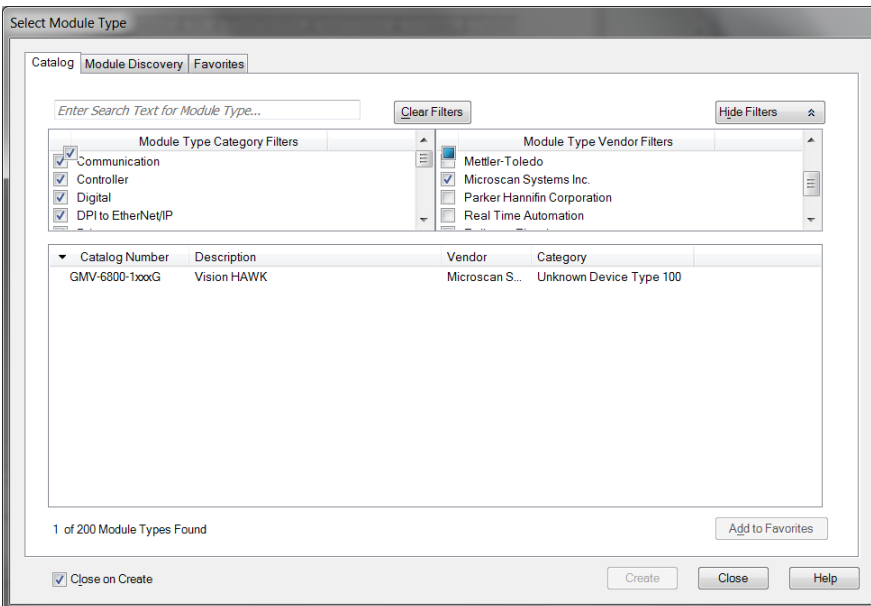 Select Module Type
Catalog Module Discovery Favorites
Enter Search Text for Module Type...
Clear Filters
Hide Filters
Module Type Category Filters
Communication
Controller
Digital
DPI to EtherNet/IP
Module Type Vendor Filters
Mettler-Toledo
Microscan Systems Inc.
Parker Hannifin Corporation
Real Time Automation
Catalog Number Description Vendor Category
GMV-6800-1xxxG Vision HAWK Microscan S... Unknown Device Type 100
1 of 200 Module Types Found
Add to Favorites
Close on Create
Create Close Help